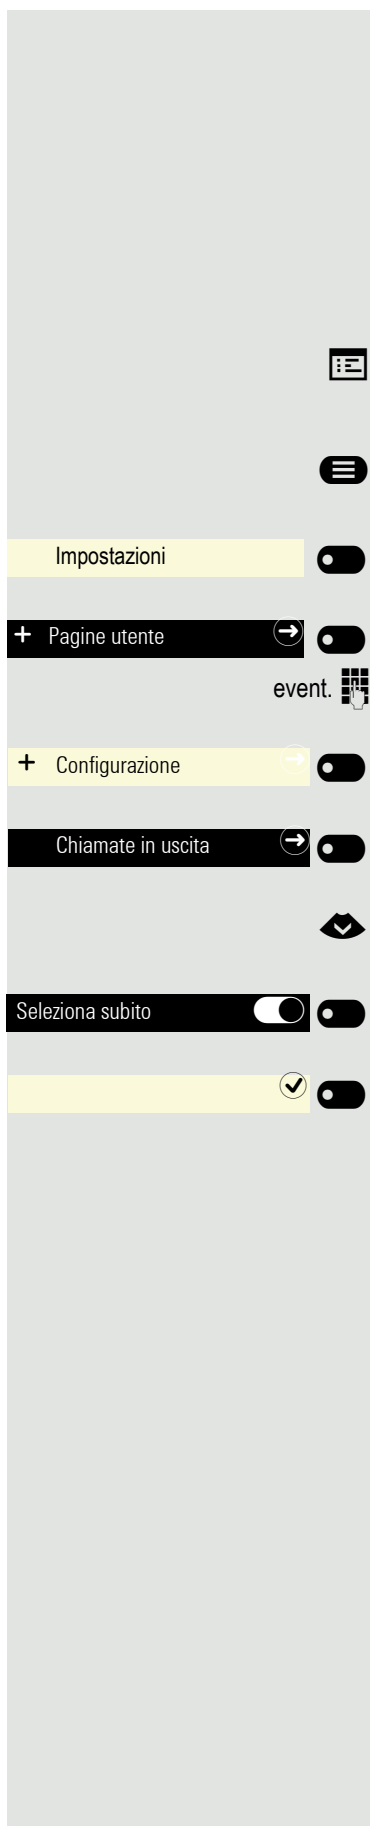 Impostazioni
+ Pagine utente
event.
+ Configurazione
Chiamate in uscita
Seleziona subito